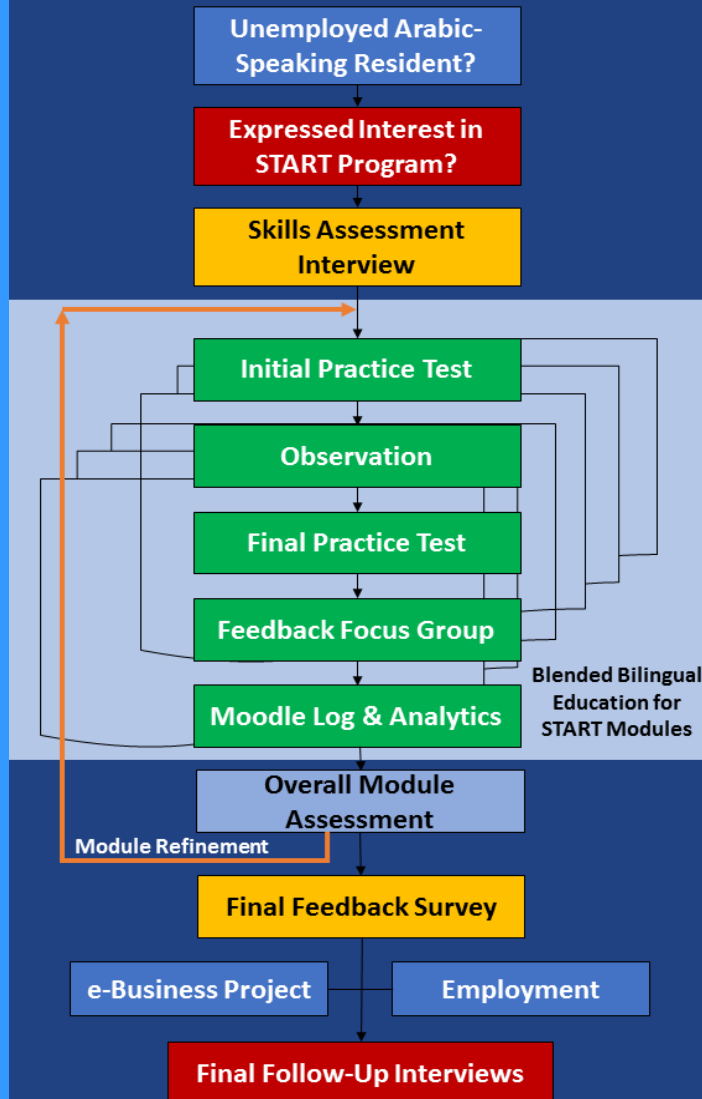 Unemployed Arabic-
Speaking Resident?
Expressed Interest in
START Program?
Skills Assessment
Interview
Initial Practice Test
Observation
Final Practice Test
Feedback Focus Group
Moodle Log & Analytics
Blended Bilingual
Education for
START Modules
Overall Module
Assessment
Module Refinement
Final Feedback Survey
e-Business Project
Employment
Final Follow-Up Interviews